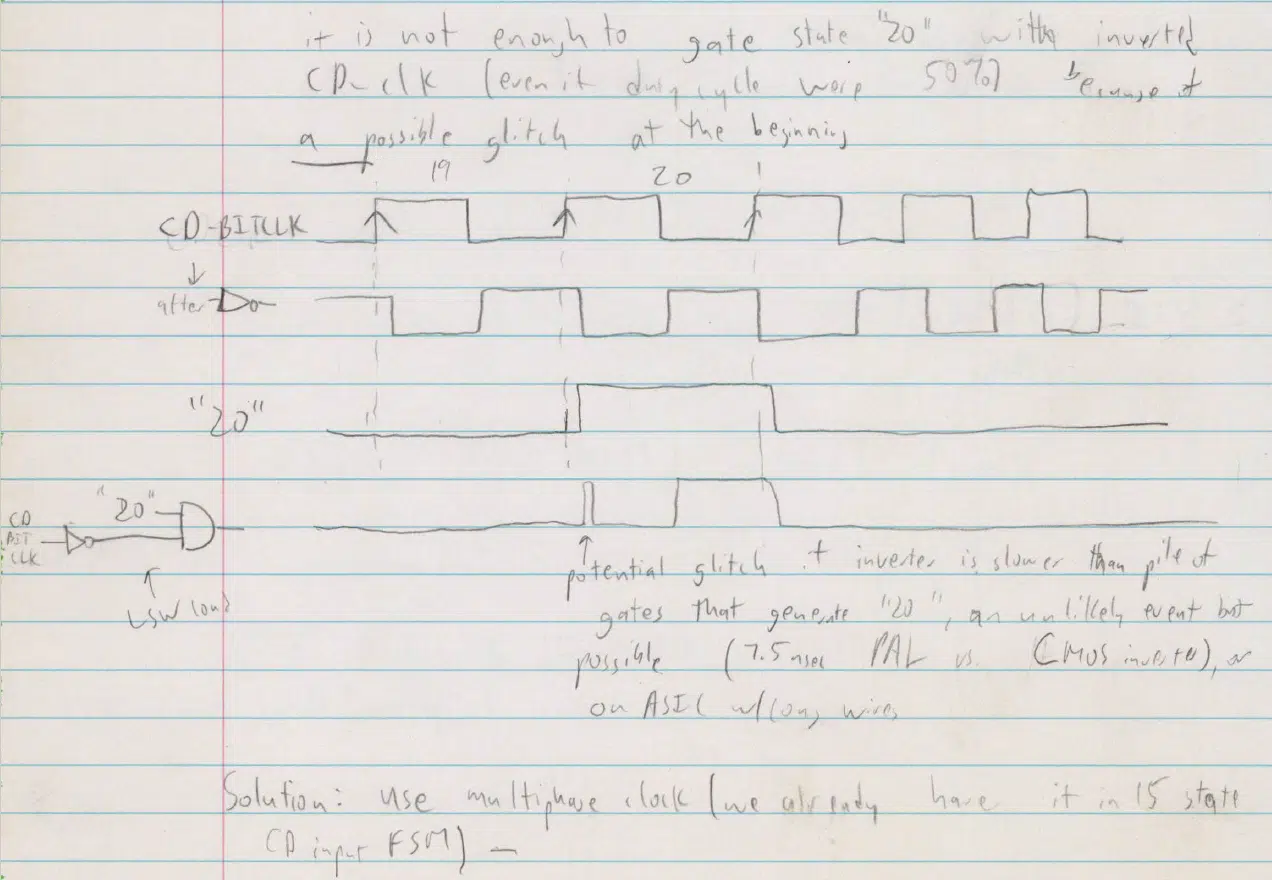 it is not enough to gate state "20" with inverted
CD-clk (even if duty cycle were 50%) because of
a possible glitch at the beginning
19 20
CD-BITCLK
after
"20"
"20"
CD
BIT
CLK
LSW load
potential glitch if inverter is slower than pile of
gates that generate "20", an unlikely event but
possible (7.5 nsec PAL vs. CMOS inverter), or
on ASIC w/long wires
Solution: use multiphase clock (we already have it in 15 state
CD input FSM) —